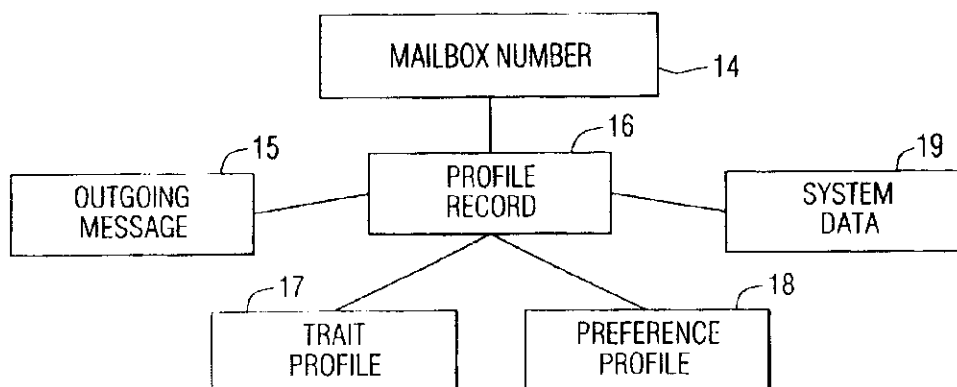 MAILBOX NUMBER
14
15
OUTGOING
MESSAGE
16
PROFILE
RECORD
19
SYSTEM
DATA
17
TRAIT
PROFILE
18
PREFERENCE
PROFILE